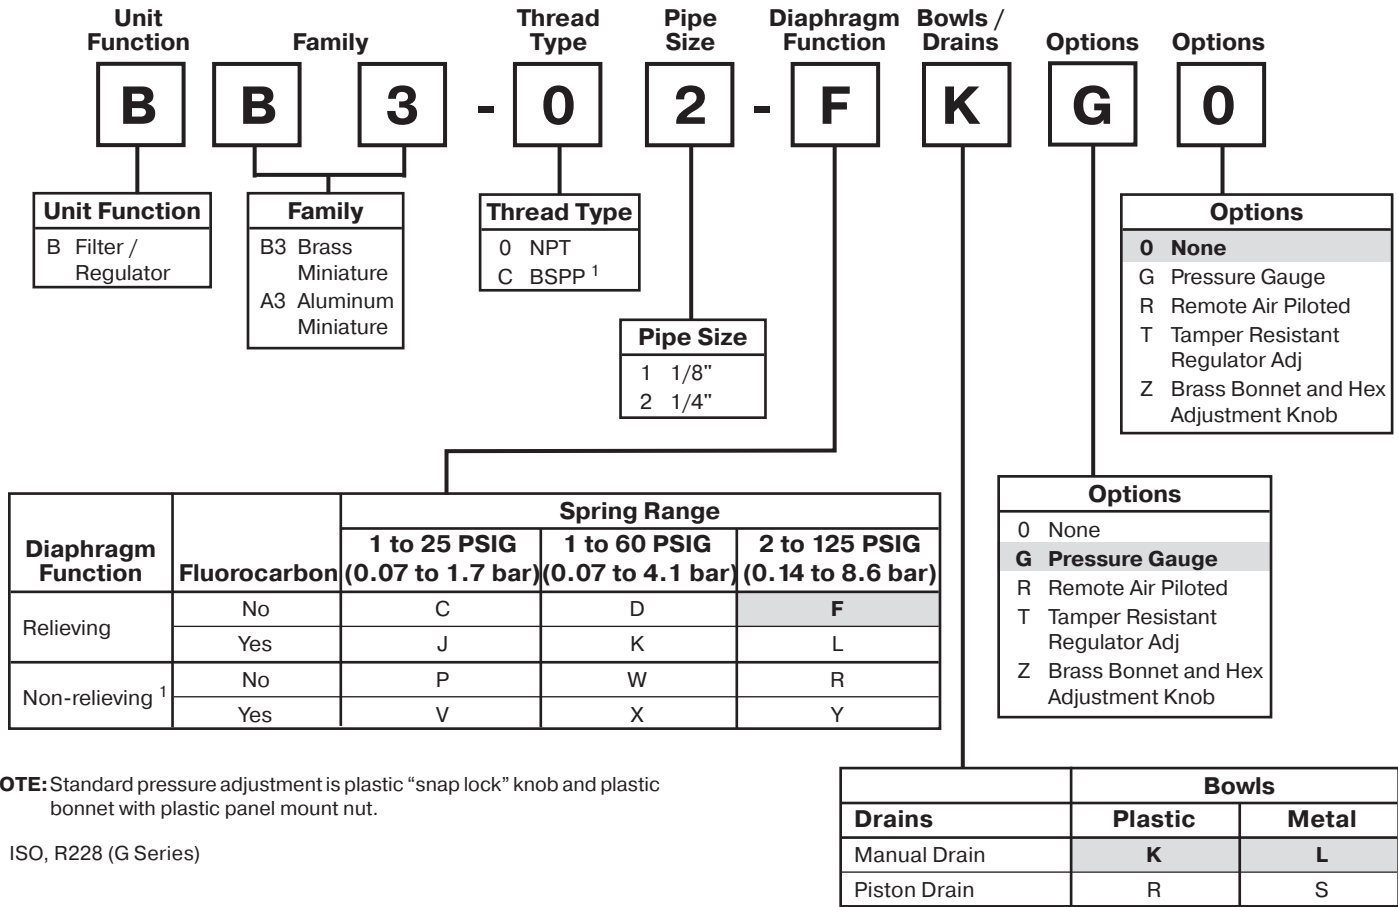 Unit
Function
Family
Thread
Type
Pipe
Size
Diaphragm
Function
Bowls /
Drains
Options
Options
B B 3 - 0 2 - F K G 0
Unit Function
B Filter /
Regulator
Family
B3 Brass
Miniature
A3 Aluminum
Miniature
Thread Type
0 NPT
C BSPP 1
Pipe Size
1 1/8"
2 1/4"
Options
0 None
G Pressure Gauge
R Remote Air Piloted
T Tamper Resistant
Regulator Adj
Z Brass Bonnet and Hex
Adjustment Knob
Options
0 None
G Pressure Gauge
R Remote Air Piloted
T Tamper Resistant
Regulator Adj
Z Brass Bonnet and Hex
Adjustment Knob
Diaphragm
Function
Fluorocarbon
Spring Range
1 to 25 PSIG
(0.07 to 1.7 bar)
1 to 60 PSIG
(0.07 to 4.1 bar)
2 to 125 PSIG
(0.14 to 8.6 bar)
Relieving
No C D F
Yes J K L
Non-relieving 1
No P W R
Yes V X Y
OTE: Standard pressure adjustment is plastic “snap lock” knob and plastic
bonnet with plastic panel mount nut.
ISO, R228 (G Series)
Bowls
Drains Plastic Metal
Manual Drain K L
Piston Drain R S